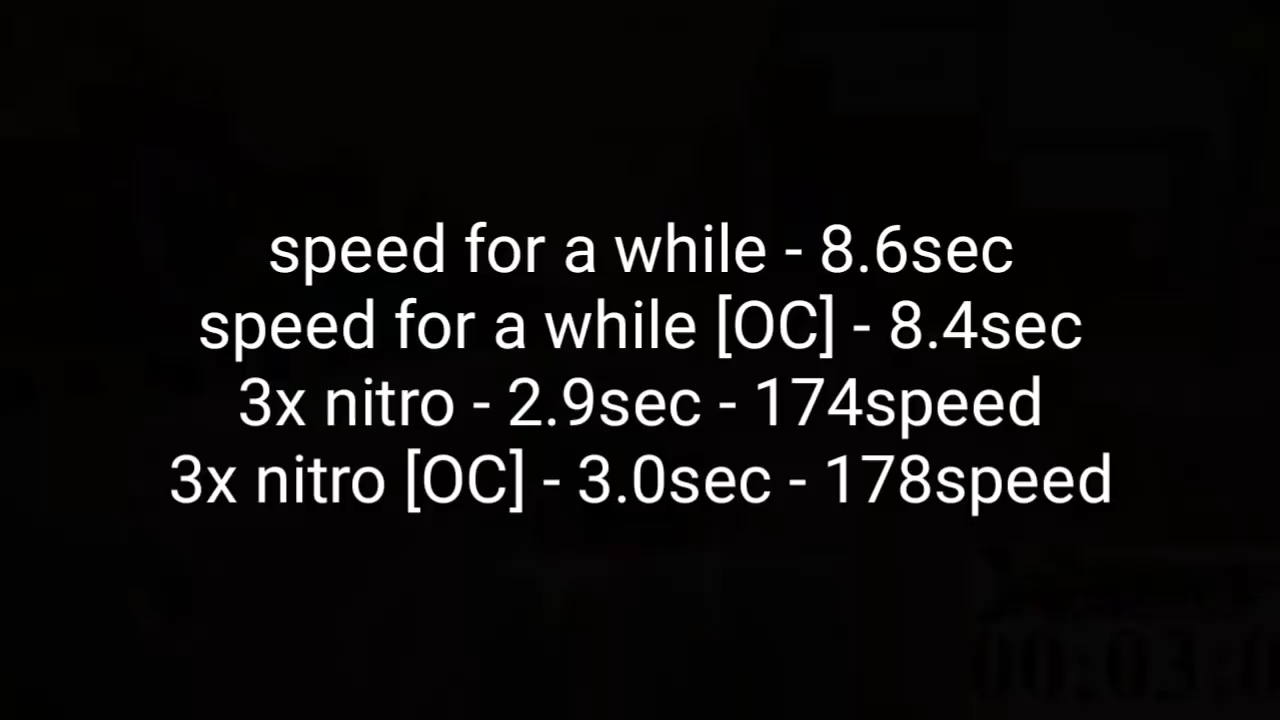 speed for a while - 8.6sec
speed for a while [OC] - 8.4sec
3x nitro - 2.9sec - 174speed
3x nitro [OC] - 3.0sec - 178speed